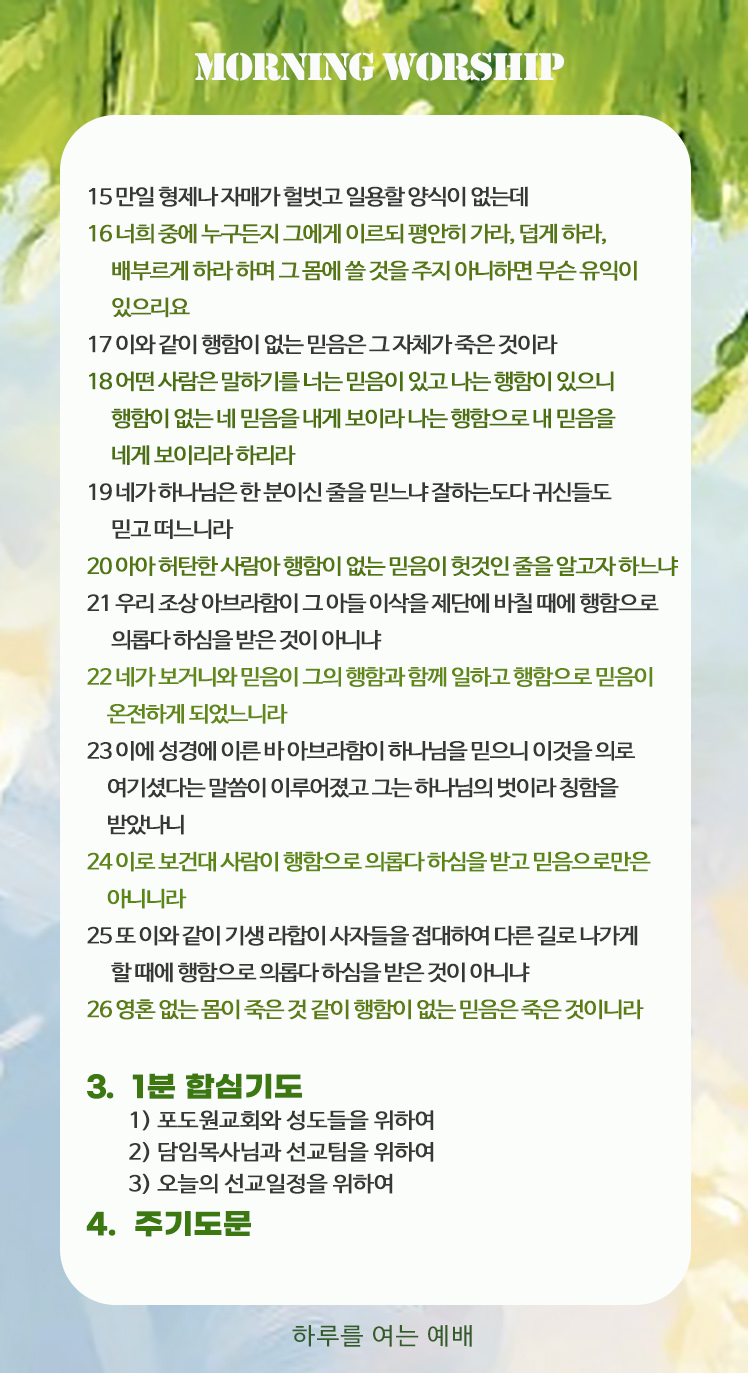 MORNING WORSHIP
15 만일 형제나 자매가 헐벗고 일용할 양식이 없는데
16 너희 중에 누구든지 그에게 이르되 평안히 가라, 덥게 하라,
배부르게 하라 하며 그 몸에 쓸 것을 주지 아니하면 무슨 유익이
있으리요
17 이와 같이 행함이 없는 믿음은 그 자체가 죽은 것이라
18 어떤 사람은 말하기를 너는 믿음이 있고 나는 행함이 있으니
행함이 없는 네 믿음을 내게 보이라 나는 행함으로 내 믿음을
네게 보이리라 하리라
19 네가 하나님은 한 분이신 줄을 믿느냐 잘하는도다 귀신들도
믿고 떠느니라
20 아아 허탄한 사람아 행함이 없는 믿음이 헛것인 줄을 알고자 하느냐
21 우리 조상 아브라함이 그 아들 이삭을 제단에 바칠 때에 행함으로
의롭다 하심을 받은 것이 아니냐
22 네가 보거니와 믿음이 그의 행함과 함께 일하고 행함으로 믿음이
온전하게 되었느니라
23 이에 성경에 이른 바 아브라함이 하나님을 믿으니 이것을 의로
여기셨다는 말씀이 이루어졌고 그는 하나님의 벗이라 칭함을
받았나니
24 이로 보건대 사람이 행함으로 의롭다 하심을 받고 믿음으로만은
아니니라
25 또 이와 같이 기생 라합이 사자들을 접대하여 다른 길로 나가게
할 때에 행함으로 의롭다 하심을 받은 것이 아니냐
26 영혼 없는 몸이 죽은 것 같이 행함이 없는 믿음은 죽은 것이니라
3. 1분 합심기도
1) 포도원교회와 성도들을 위하여
2) 담임목사님과 선교팀을 위하여
3) 오늘의 선교일정을 위하여
4. 주기도문
하루를 여는 예배